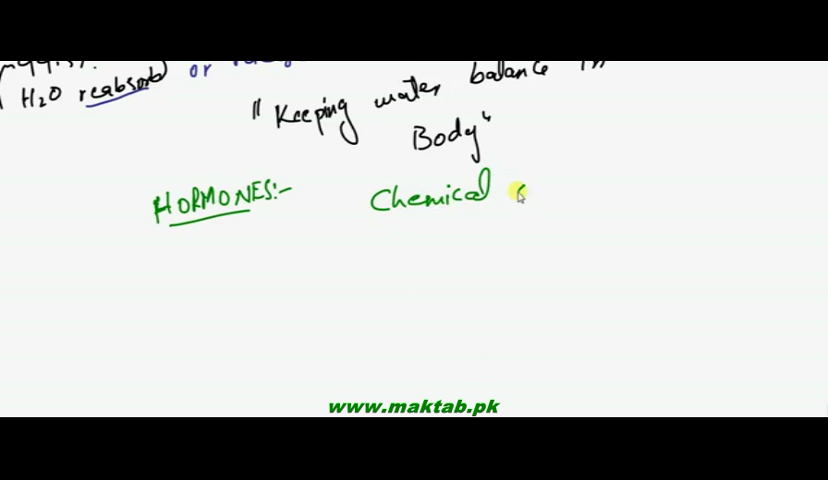 H₂O reabsorb or
"Keeping water balance in
Body"
HORMONES:- Chemical
www.maktab.pk